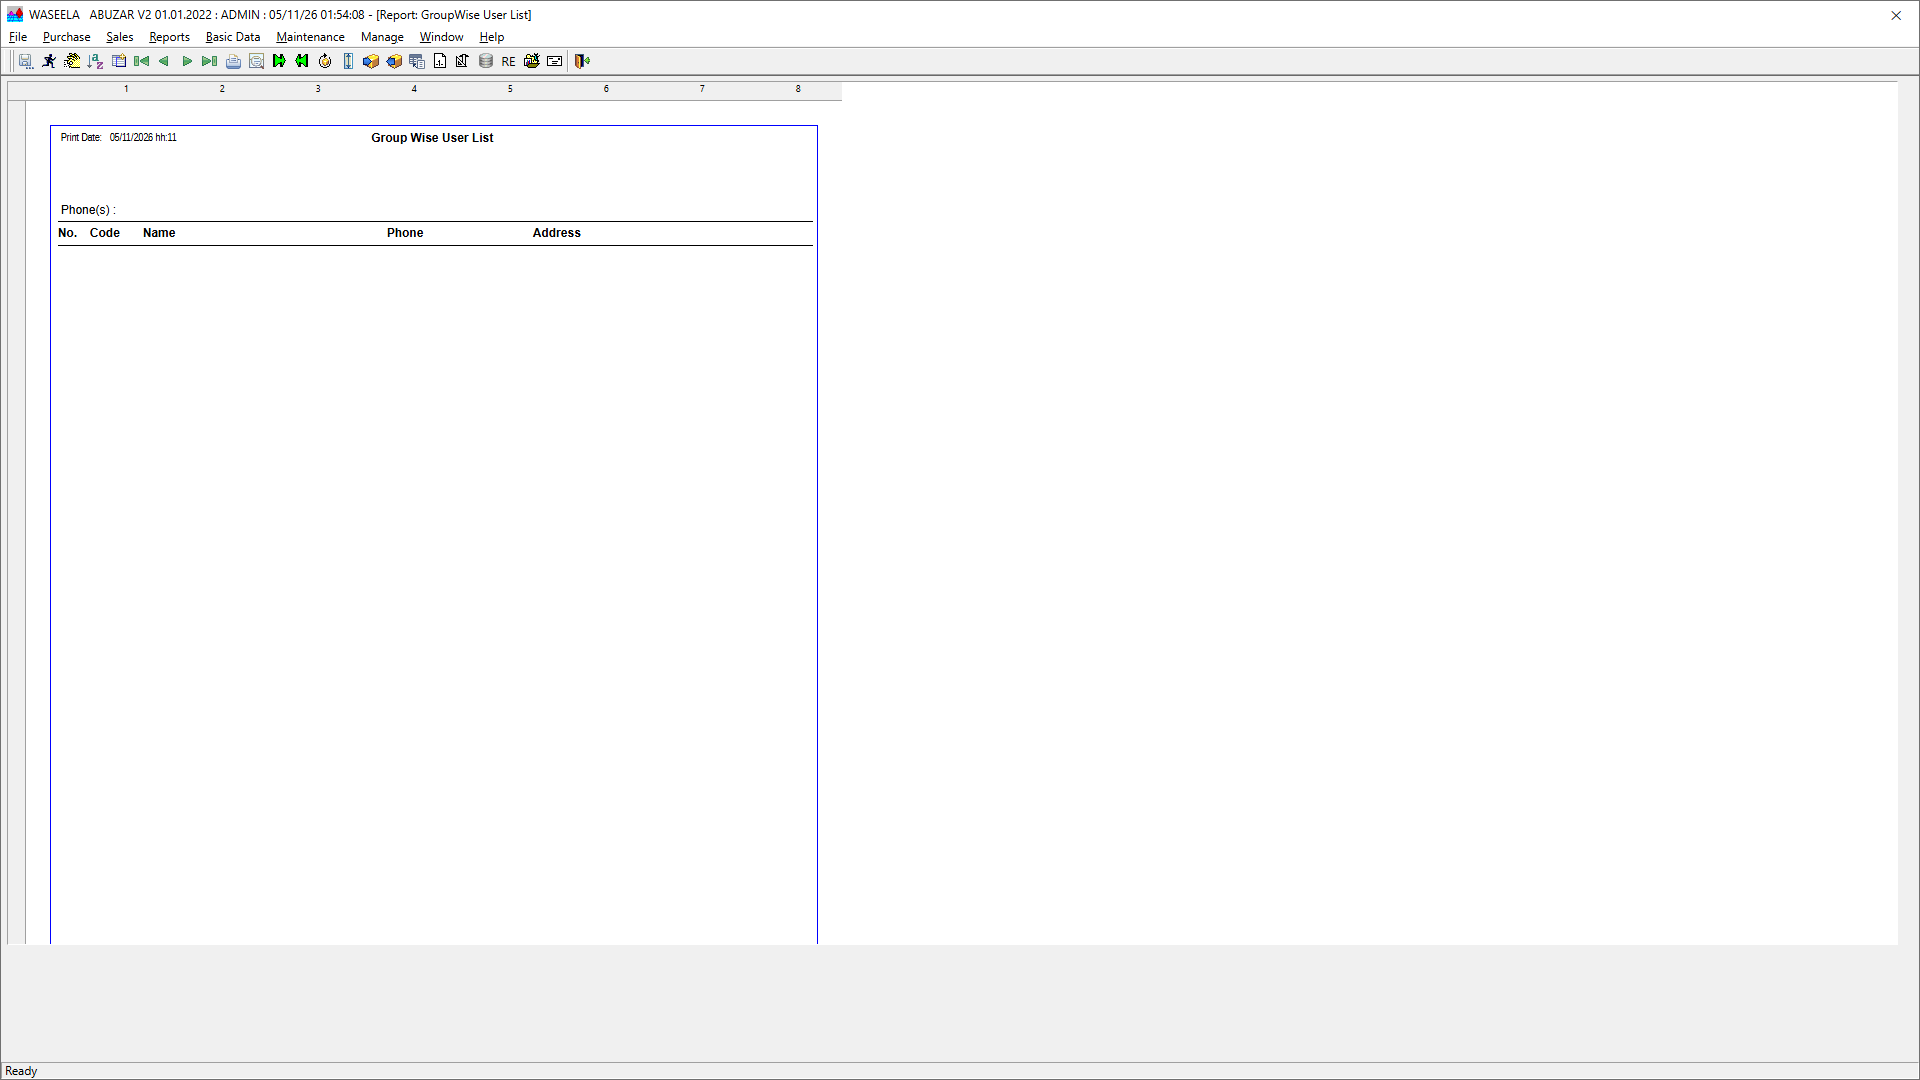 WASEELA   ABUZAR V2 01.01.2022 : ADMIN : 05/11/26 01:54:08 - [Report: GroupWise User List]
File Purchase Sales Reports Basic Data Maintenance Manage Window Help
RE
1 2 3 4 5 6 7 8
Print Date: 05/11/2026 hh:11 Group Wise User List
Phone(s) :
No. Code Name Phone Address
Ready